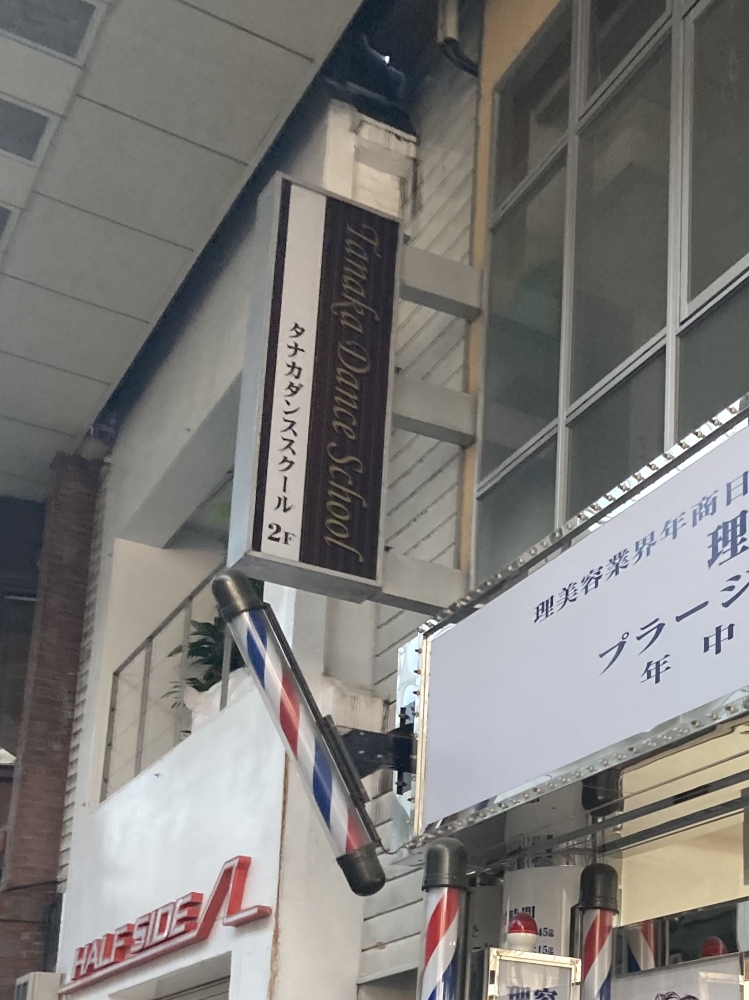 Tanaka Dance School
タナカダンススクール 2F
理美容業界年商日
理
プラージ
年中
HALF SIDE